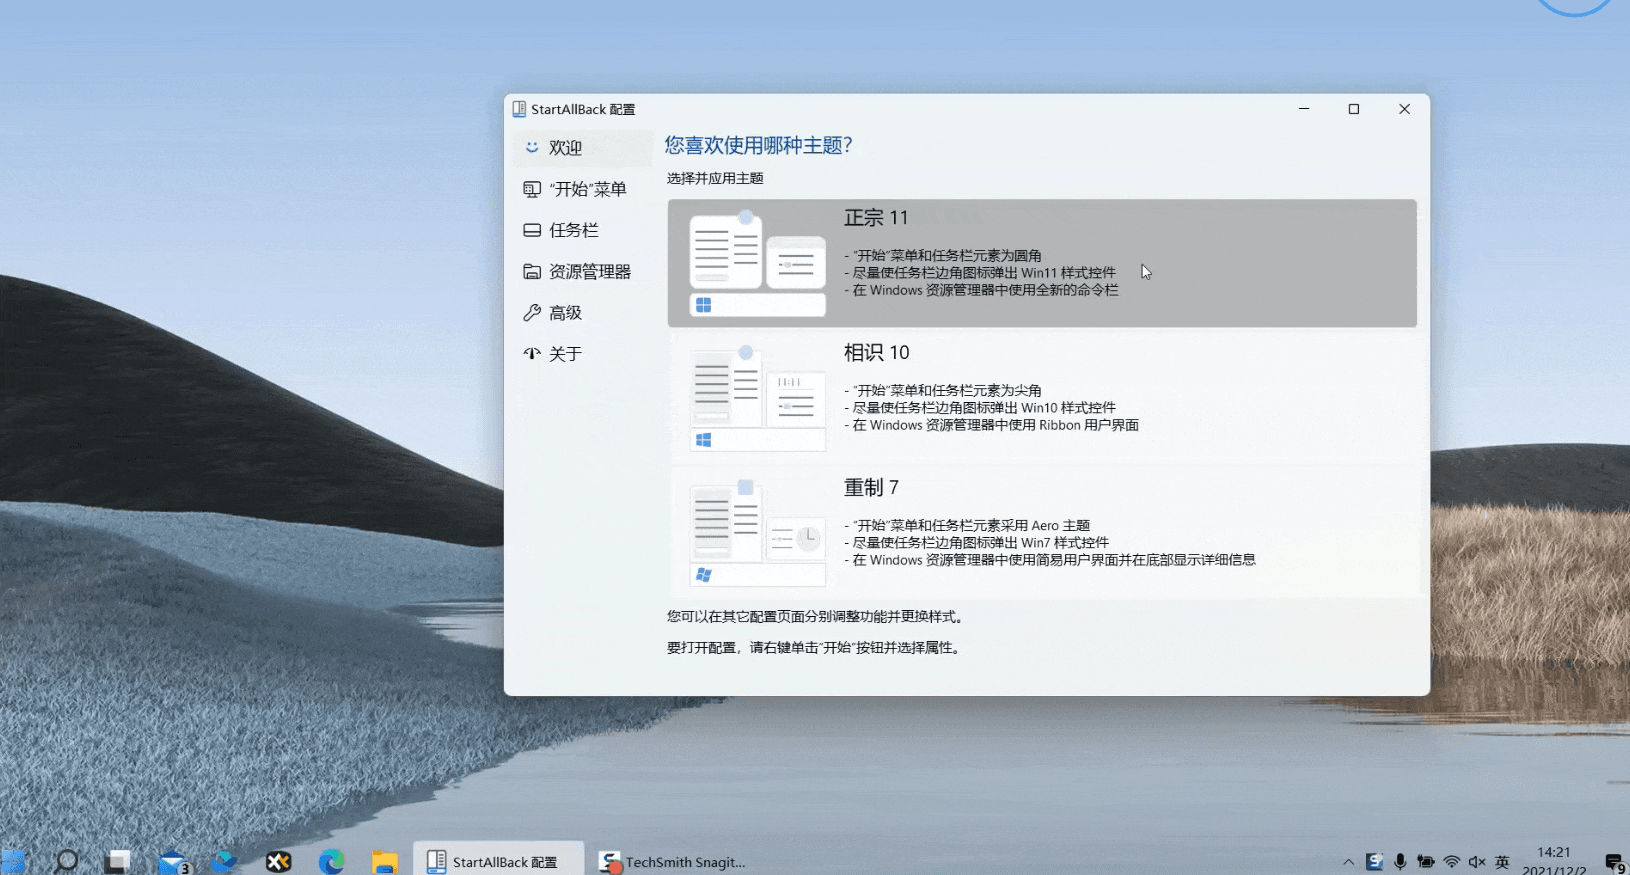 StartAllBack 配置
欢迎
“开始”菜单
任务栏
资源管理器
高级
关于
您喜欢使用哪种主题?
选择并应用主题
正宗 11
- “开始”菜单和任务栏元素为圆角
- 尽量使任务栏边角图标弹出 Win11 样式控件
- 在 Windows 资源管理器中使用全新的命令栏
相识 10
- “开始”菜单和任务栏元素为尖角
- 尽量使任务栏边角图标弹出 Win10 样式控件
- 在 Windows 资源管理器中使用 Ribbon 用户界面
11:11
重制 7
- “开始”菜单和任务栏元素采用 Aero 主题
- 尽量使任务栏边角图标弹出 Win7 样式控件
- 在 Windows 资源管理器中使用简易用户界面并在底部显示详细信息
您可以在其它配置页面分别调整功能并更换样式。
要打开配置，请右键单击“开始”按钮并选择属性。
3
StartAllBack 配置
TechSmith Snagit...
英
14:21
2021/12/2
9